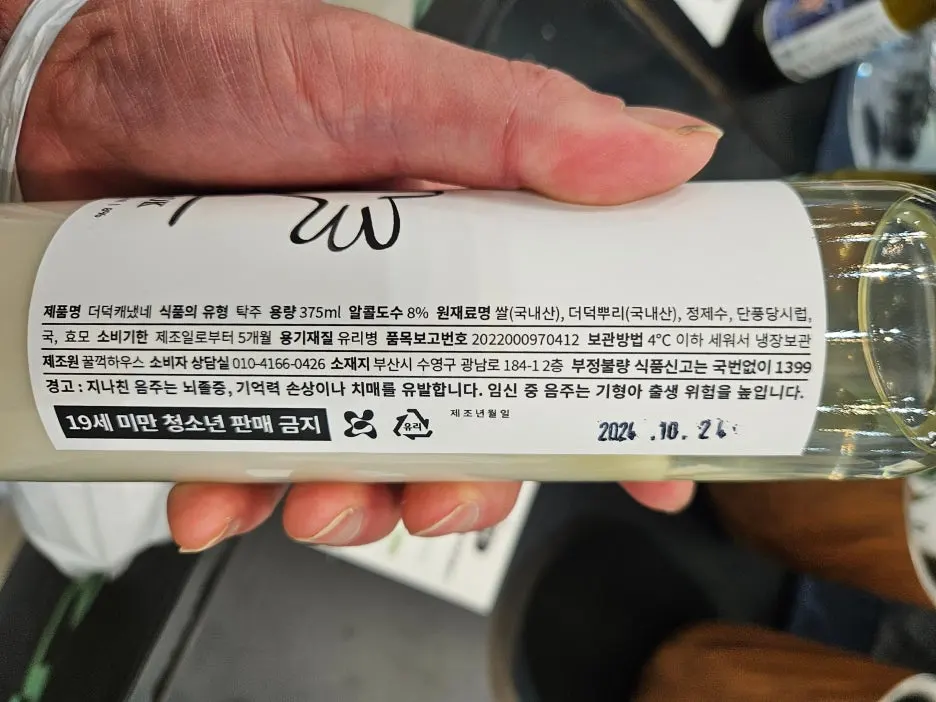 제품명 더덕캐냈네 식품의 유형 탁주 용량 375ml 알콜도수 8% 원재료명 쌀(국내산), 더덕뿌리(국내산), 정제수, 단풍당시럽,
국, 효모 소비기한 제조일로부터 5개월 용기재질 유리병 품목보고번호 2022000970412 보관방법 4℃ 이하 세워서 냉장보관
제조원 꿀꺽하우스 소비자 상담실 010-4166-0426 소재지 부산시 수영구 광남로 184-1 2층 부정불량 식품신고는 국번없이 1399
경고 : 지나친 음주는 뇌졸중, 기억력 손상이나 치매를 유발합니다. 임신 중 음주는 기형아 출생 위험을 높입니다.
19세 미만 청소년 판매 금지
유리
제조년월일